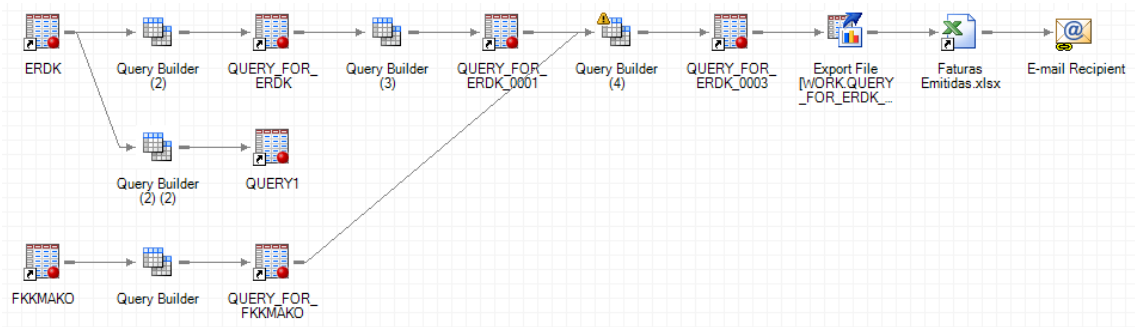 ERDK
Query Builder
(2)
QUERY_FOR_
ERDK
Query Builder
(3)
QUERY_FOR_
ERDK_0001
Query Builder
(4)
QUERY_FOR_
ERDK_0003
Export File
[WORK.QUERY
_FOR_ERDK_...
Faturas
Emitidas.xlsx
E-mail Recipient
Query Builder
(2) (2)
QUERY1
FKKMAKO
Query Builder
QUERY_FOR_
FKKMAKO